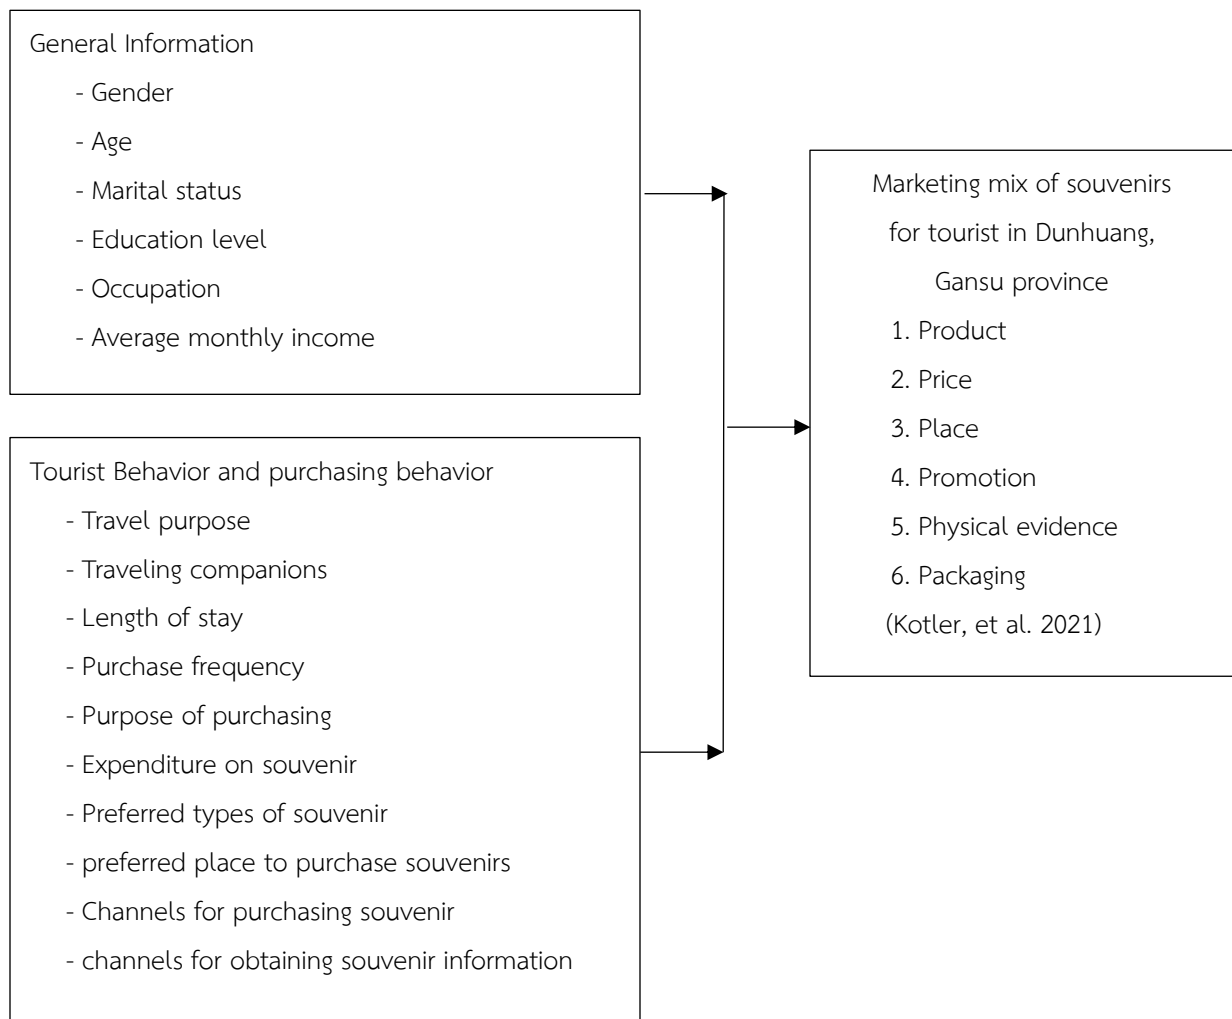 General Information
- Gender
- Age
- Marital status
- Education level
- Occupation
- Average monthly income
Tourist Behavior and purchasing behavior
- Travel purpose
- Traveling companions
- Length of stay
- Purchase frequency
- Purpose of purchasing
- Expenditure on souvenir
- Preferred types of souvenir
- preferred place to purchase souvenirs
- Channels for purchasing souvenir
- channels for obtaining souvenir information
Marketing mix of souvenirs
for tourist in Dunhuang,
Gansu province
1. Product
2. Price
3. Place
4. Promotion
5. Physical evidence
6. Packaging
(Kotler, et al. 2021)